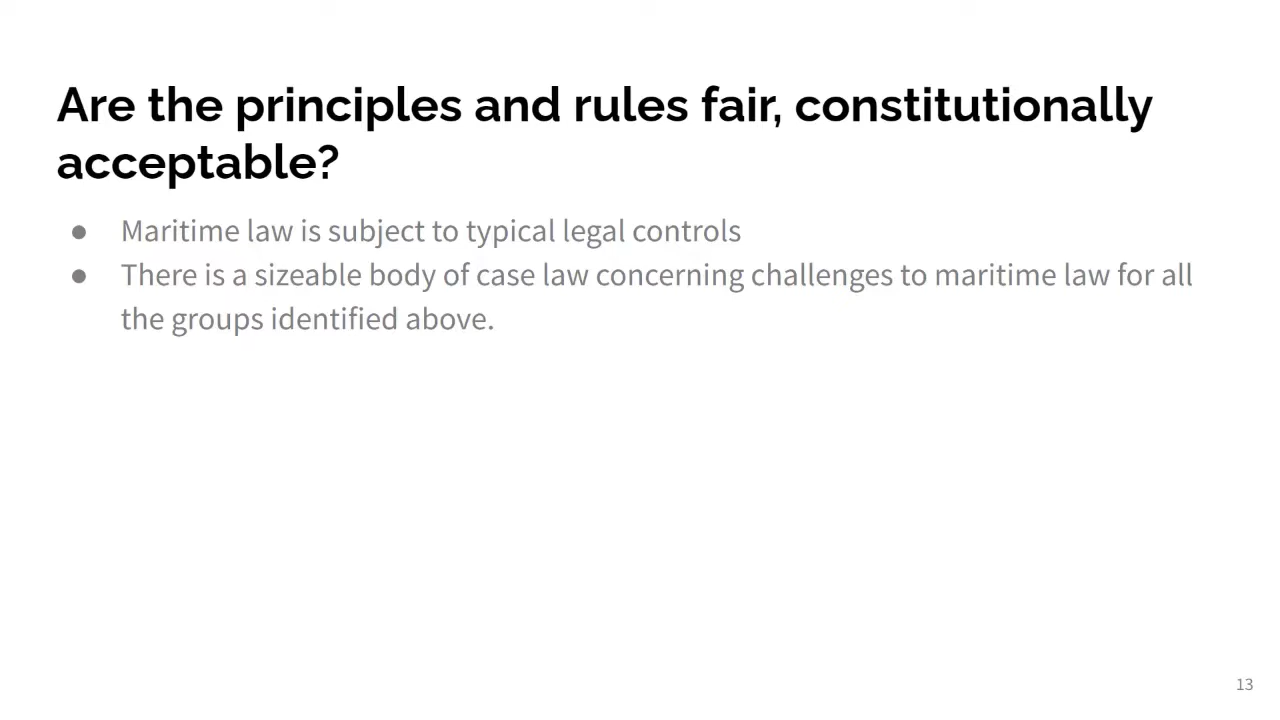 Are the principles and rules fair, constitutionally
acceptable?
● Maritime law is subject to typical legal controls
● There is a sizeable body of case law concerning challenges to maritime law for all
the groups identified above.
13